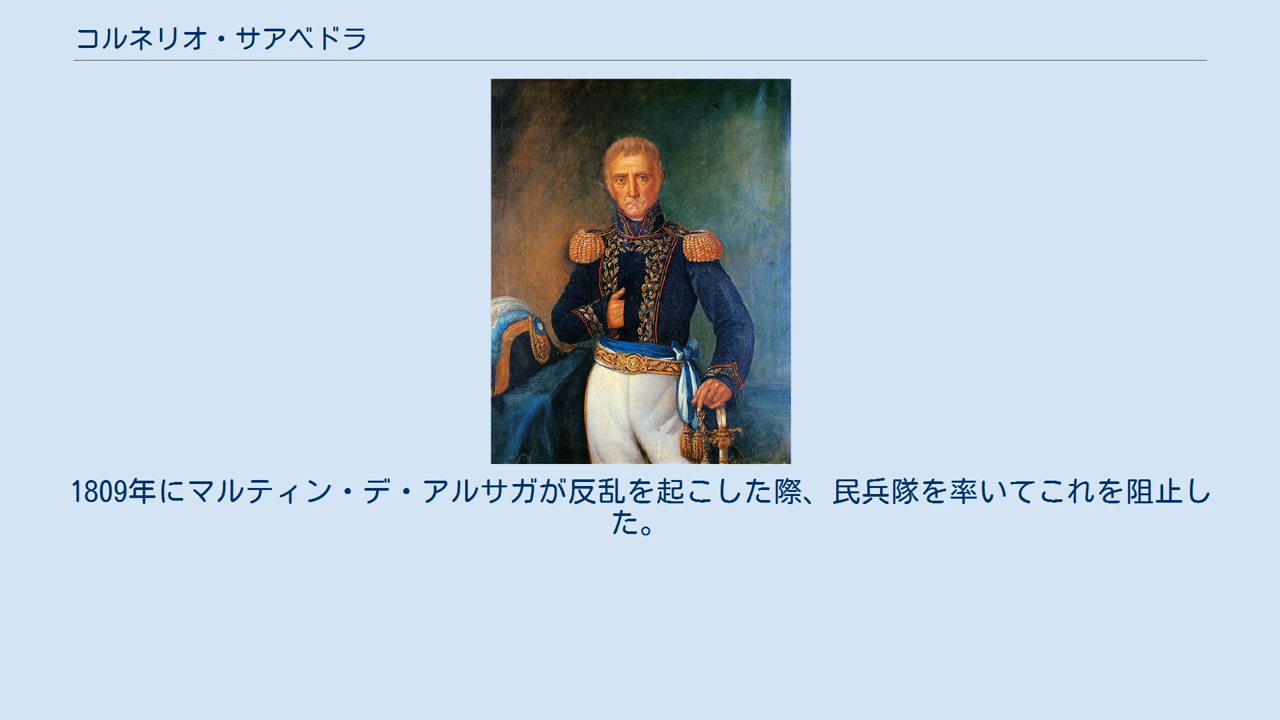 コルネリオ・サアベドラ
1809年にマルティン・デ・アルサガが反乱を起こした際、民兵隊を率いてこれを阻止し
た。